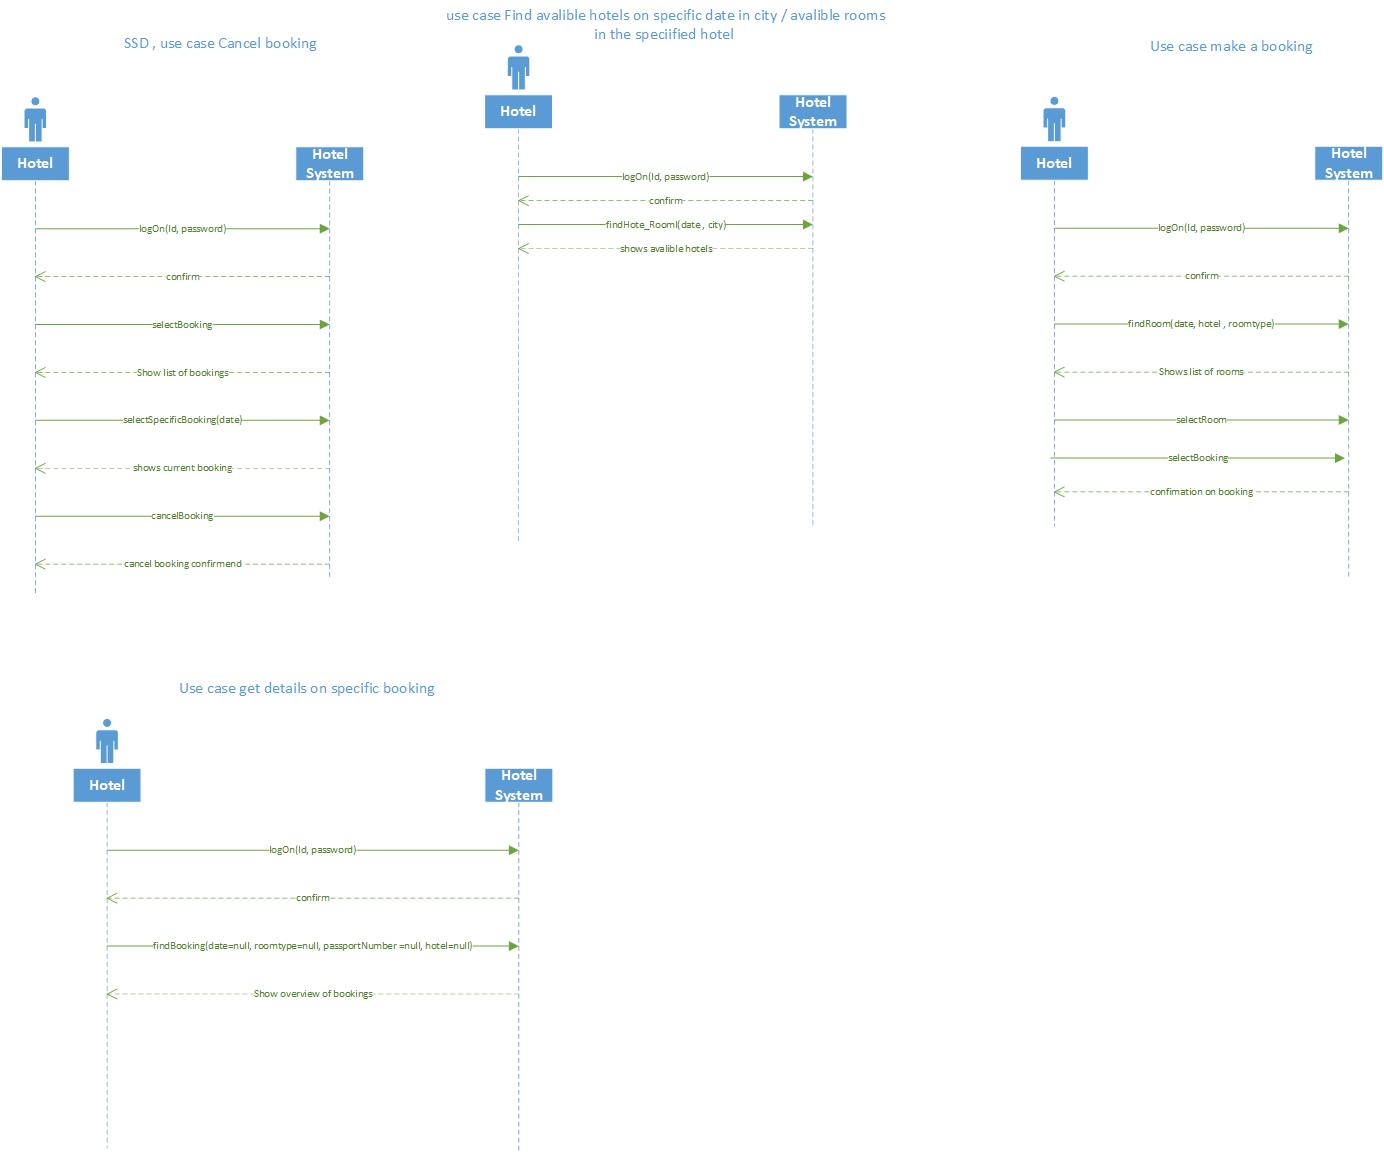 SSD , use case Cancel booking
Hotel
Hotel
System
logOn(Id, password)
confirm
selectBooking
Show list of bookings
selectSpecificBooking(date)
shows current booking
cancelBooking
cancel booking confirmend
use case Find avalible hotels on specific date in city / avalible rooms
in the speciified hotel
Hotel
Hotel
System
logOn(Id, password)
confirm
findHote_Rooml(date , city)
shows avalible hotels
Use case make a booking
Hotel
Hotel
System
logOn(Id, password)
confirm
findRoom(date, hotel , roomtype)
Shows list of rooms
selectRoom
selectBooking
confimation on booking
Use case get details on specific booking
Hotel
Hotel
System
logOn(Id, password)
confirm
findBooking(date=null, roomtype=null, passportNumber =null, hotel=null)
Show overview of bookings